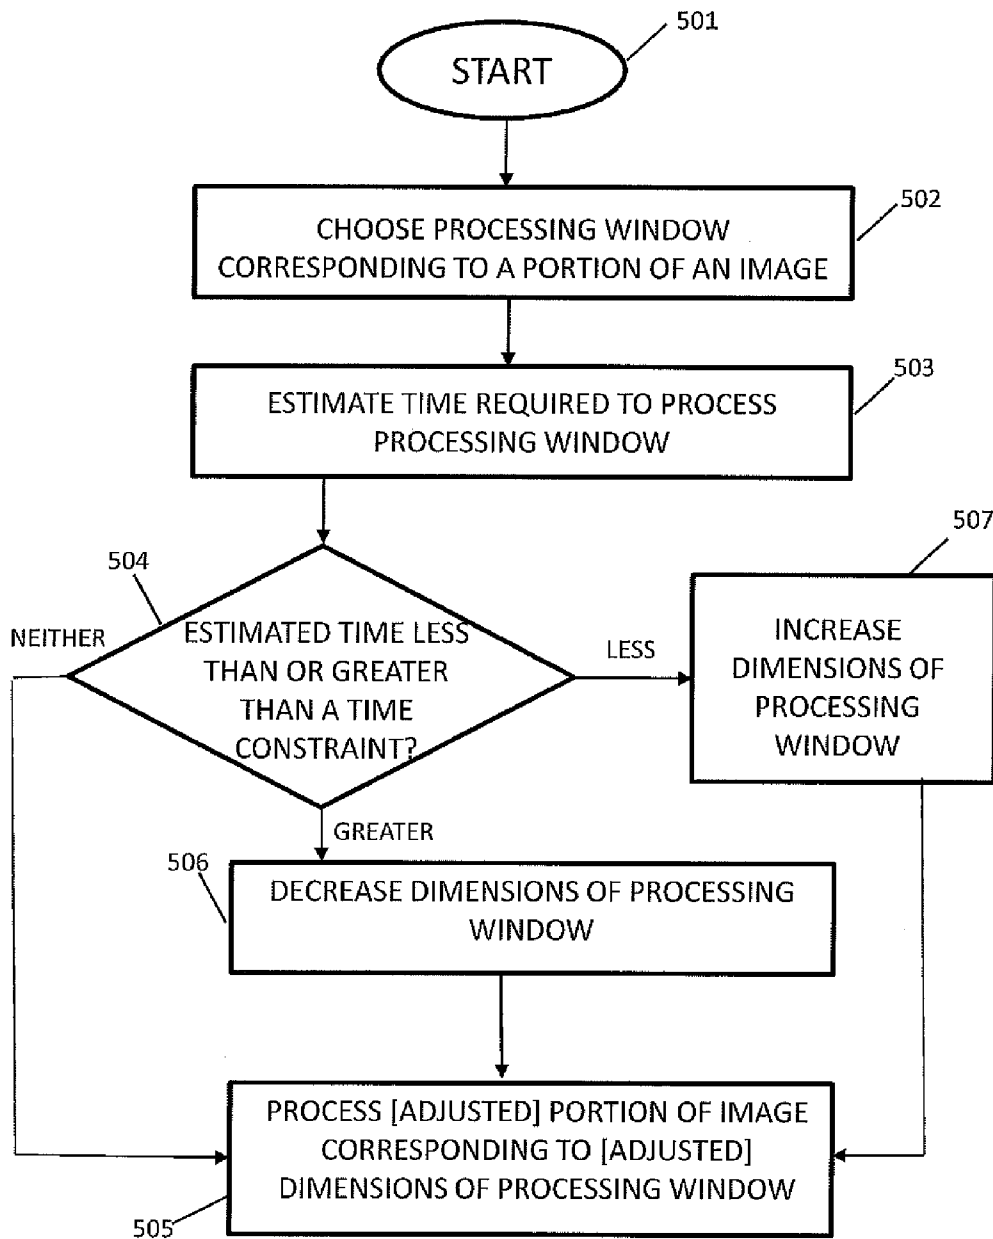 501
START
502
CHOOSE PROCESSING WINDOW
CORRESPONDING TO A PORTION OF AN IMAGE
503
ESTIMATE TIME REQUIRED TO PROCESS
PROCESSING WINDOW
504
ESTIMATED TIME LESS
THAN OR GREATER
THAN A TIME
CONSTRAINT?
NEITHER
LESS
507
INCREASE
DIMENSIONS OF
PROCESSING
WINDOW
GREATER
506
DECREASE DIMENSIONS OF PROCESSING
WINDOW
PROCESS [ADJUSTED] PORTION OF IMAGE
CORRESPONDING TO [ADJUSTED]
DIMENSIONS OF PROCESSING WINDOW
505